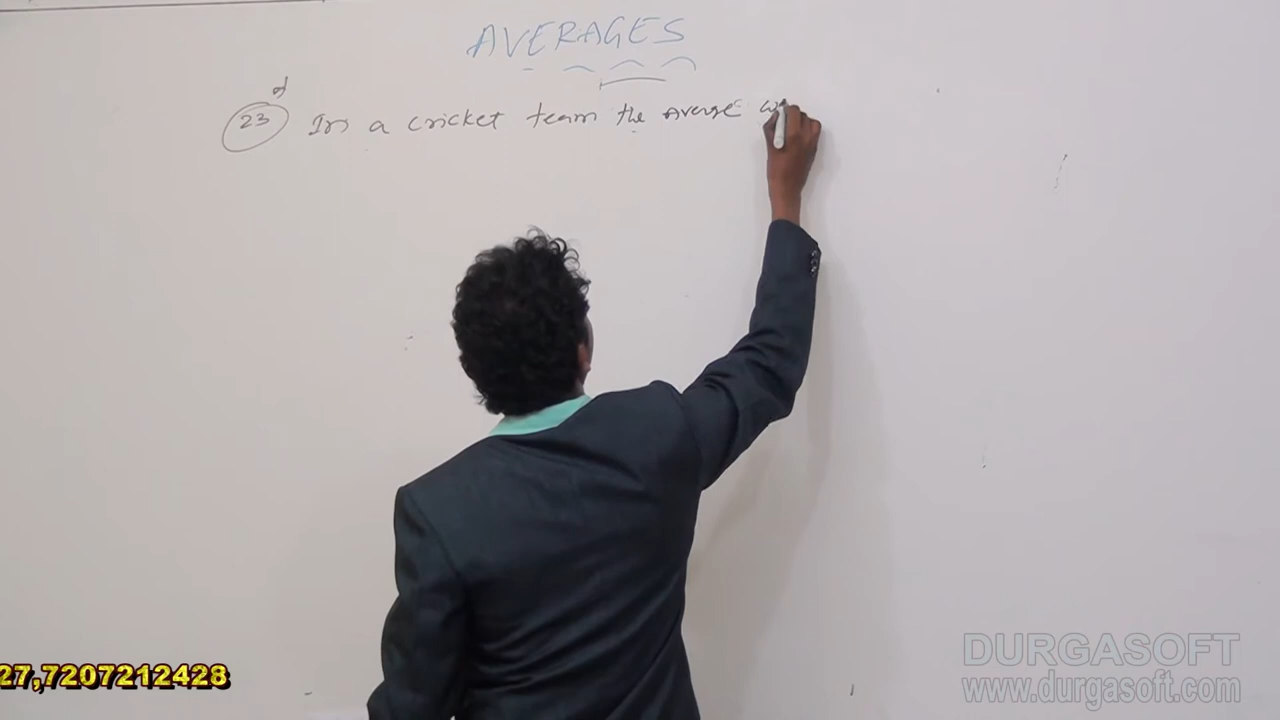 AVERAGES
23 In a cricket team the Average
27,7207212428
DURGASOFT
www.durgasoft.com